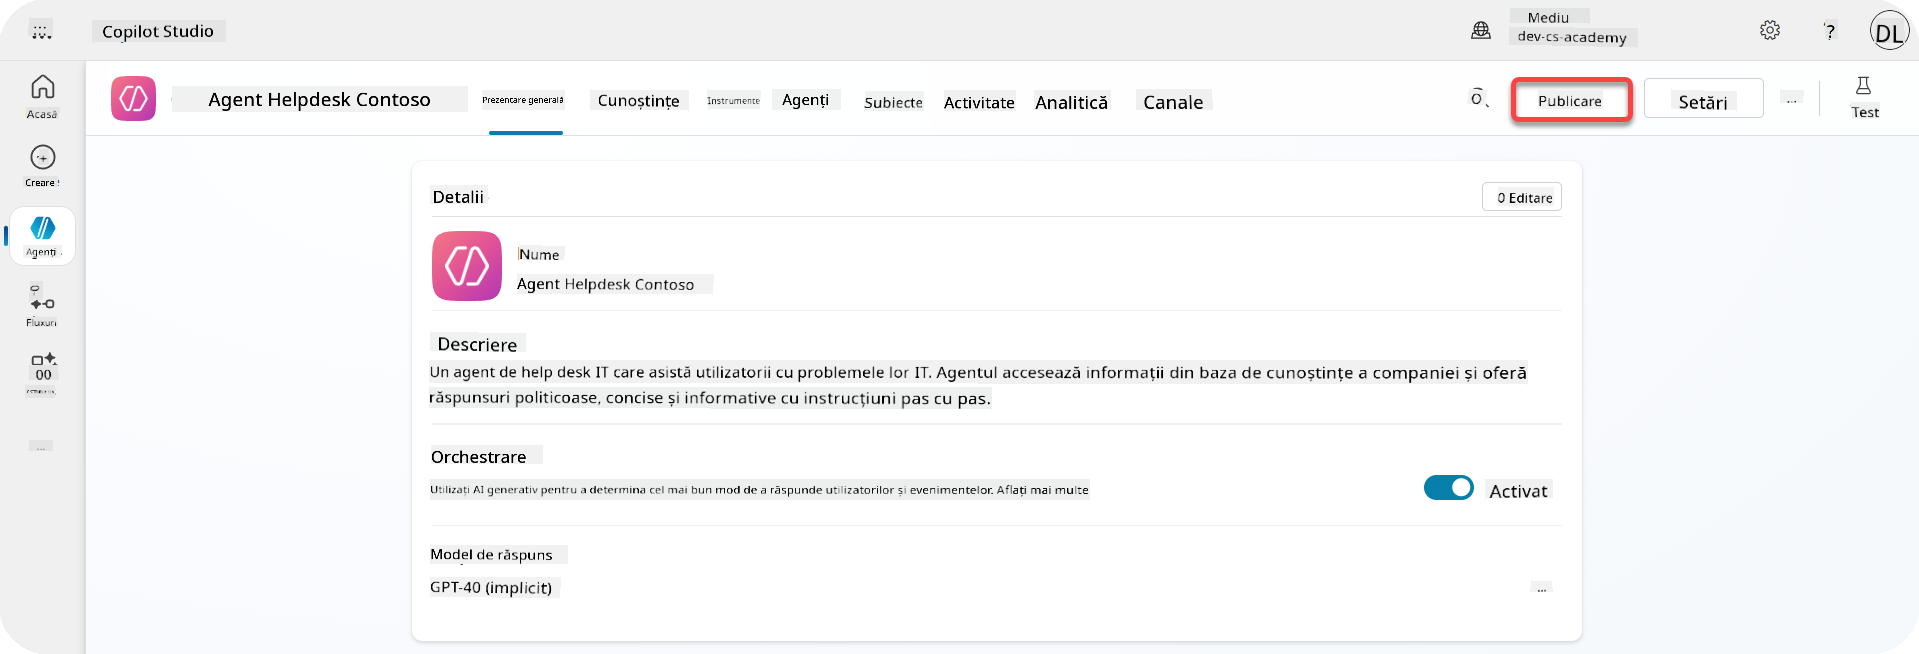 Copilot Studio
Mediu
dev-cs-academy
?
DL
Acasă
Creare
Agenți
Fluxuri
00
...
Agent Helpdesk Contoso
Prezentare generală
Cunoștințe
Instrumente
Agenți
Subiecte
Activitate
Analitică
Canale
Publicare
Setări
...
Test
Detalii
0 Editare
Nume
Agent Helpdesk Contoso
Descriere
Un agent de help desk IT care asistă utilizatorii cu problemele lor IT. Agentul accesează informații din baza de cunoștințe a companiei și oferă
răspunsuri politicoase, concise și informative cu instrucțiuni pas cu pas.
Orchestrare
Utilizați AI generativ pentru a determina cel mai bun mod de a răspunde utilizatorilor și evenimentelor. Aflați mai multe
Activat
Model de răspuns
GPT-40 (implicit)
...